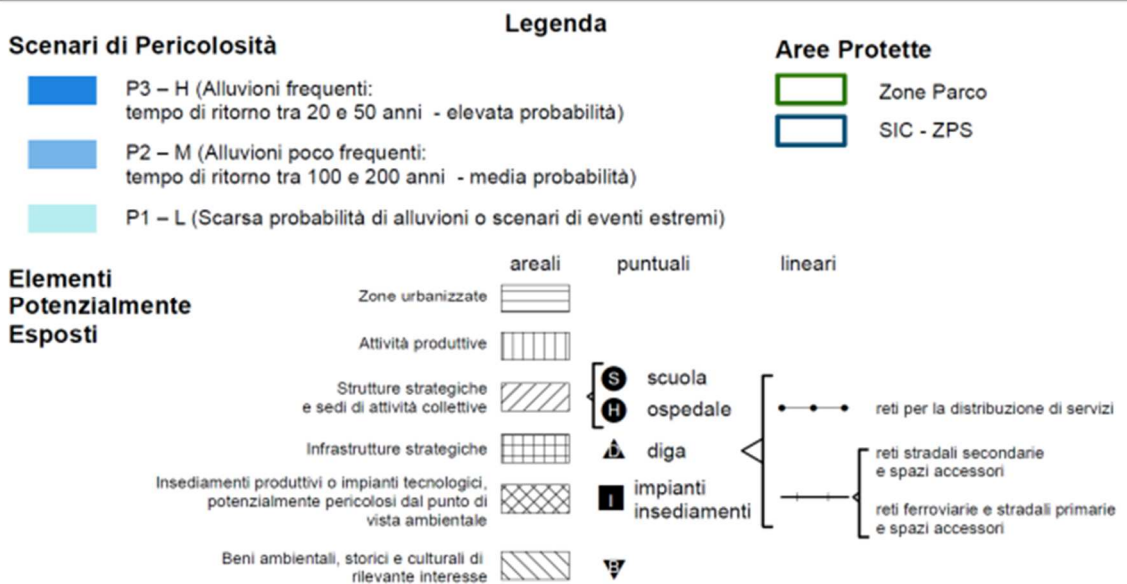 Legenda
Scenari di Pericolosità
P3 – H (Alluvioni frequenti:
tempo di ritorno tra 20 e 50 anni - elevata probabilità)
P2 – M (Alluvioni poco frequenti:
tempo di ritorno tra 100 e 200 anni - media probabilità)
P1 – L (Scarsa probabilità di alluvioni o scenari di eventi estremi)
Aree Protette
Zone Parco
SIC - ZPS
Elementi
Potenzialmente
Esposti
areali
puntuali
lineari
Zone urbanizzate
Attività produttive
Strutture strategiche
e sedi di attività collettive
Infrastrutture strategiche
Insediamenti produttivi o impianti tecnologici,
potenzialmente pericolosi dal punto di
vista ambientale
Beni ambientali, storici e culturali di
rilevante interesse
S scuola
H ospedale
D diga
I impianti
insediamenti
B
reti per la distribuzione di servizi
reti stradali secondarie
e spazi accessori
reti ferroviarie e stradali primarie
e spazi accessori